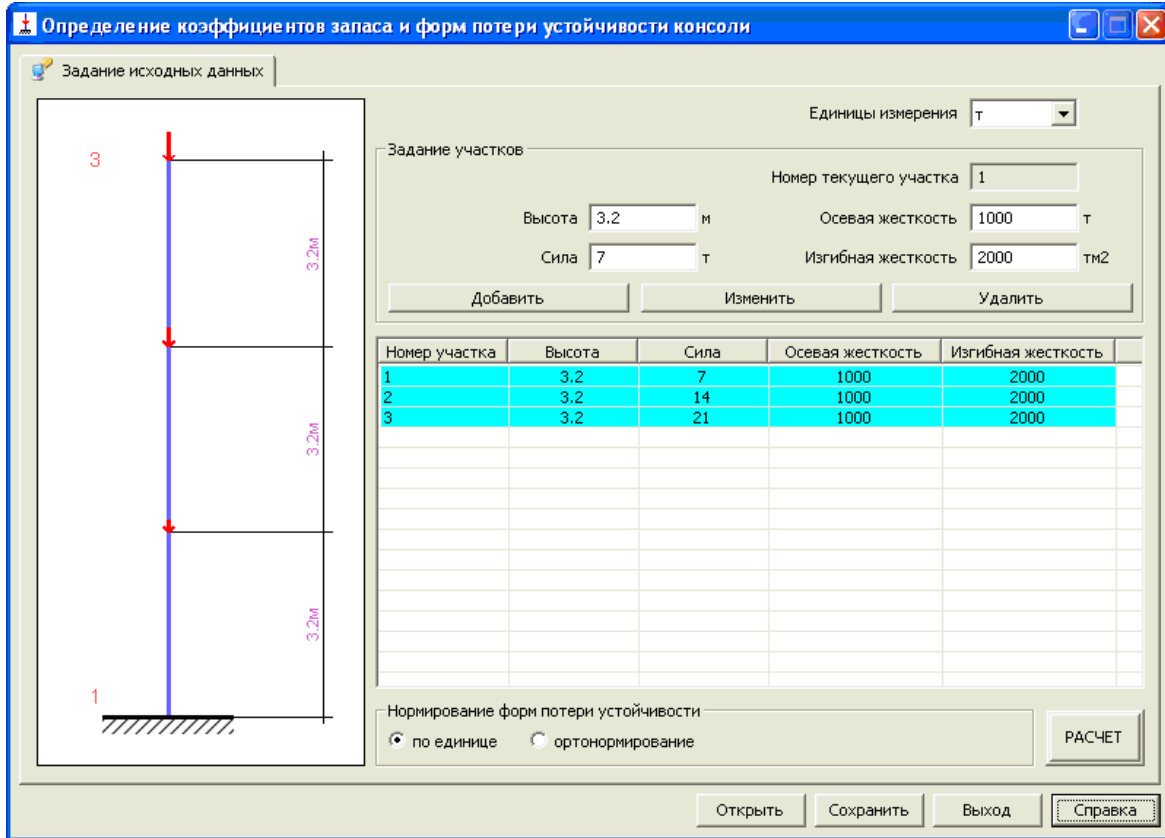 Определение коэффициентов запаса и форм потери устойчивости консоли
Задание исходных данных
3
3.2м
3.2м
3.2м
1
Единицы измерения т
Задание участков
Номер текущего участка 1
Высота 3.2 м Осевая жесткость 1000 т
Сила 7 т Изгибная жесткость 2000 тм2
Добавить Изменить Удалить
Номер участка Высота Сила Осевая жесткость Изгибная жесткость
1 3.2 7 1000 2000
2 3.2 14 1000 2000
3 3.2 21 1000 2000
Нормирование форм потери устойчивости
по единице ортонормирование
РАСЧЕТ
Открыть Сохранить Выход Справка